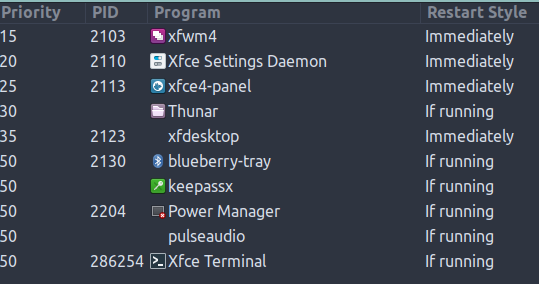 Priority PID Program Restart Style
15 2103 xfwm4 Immediately
20 2110 Xfce Settings Daemon Immediately
25 2113 xfce4-panel Immediately
30 Thunar If running
35 2123 xfdesktop Immediately
50 2130 blueberry-tray If running
50 keepassx If running
50 2204 Power Manager If running
50 pulseaudio If running
50 286254 Xfce Terminal If running